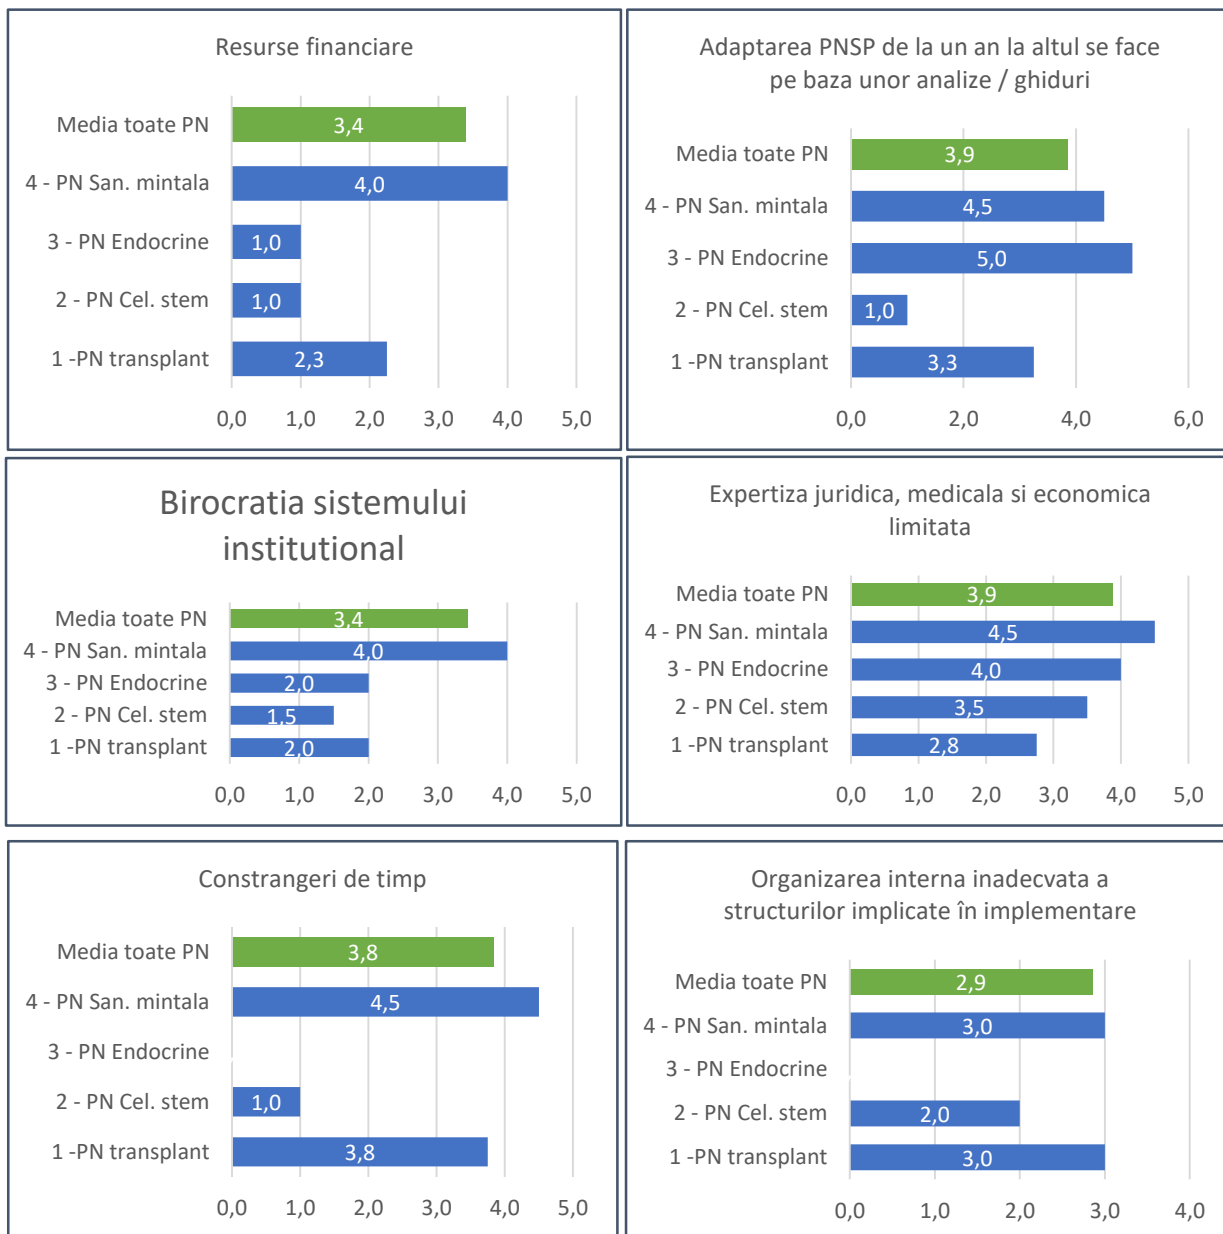 Resurse financiare
Media toate PN
3,4
4 - PN San. mintala
4,0
3 - PN Endocrine
1,0
2 - PN Cel. stem
1,0
1 -PN transplant
2,3
0,0 1,0 2,0 3,0 4,0 5,0
Adaptarea PNSP de la un an la altul se face
pe baza unor analize / ghiduri
Media toate PN
3,9
4 - PN San. mintala
4,5
3 - PN Endocrine
5,0
2 - PN Cel. stem
1,0
1 -PN transplant
3,3
0,0 2,0 4,0 6,0
Birocratia sistemului
institutional
Media toate PN
3,4
4 - PN San. mintala
4,0
3 - PN Endocrine
2,0
2 - PN Cel. stem
1,5
1 -PN transplant
2,0
0,0 1,0 2,0 3,0 4,0 5,0
Expertiza juridica, medicala si economica
limitata
Media toate PN
3,9
4 - PN San. mintala
4,5
3 - PN Endocrine
4,0
2 - PN Cel. stem
3,5
1 -PN transplant
2,8
0,0 1,0 2,0 3,0 4,0 5,0
Constrangeri de timp
Media toate PN
3,8
4 - PN San. mintala
4,5
3 - PN Endocrine
2 - PN Cel. stem
1,0
1 -PN transplant
3,8
0,0 1,0 2,0 3,0 4,0 5,0
Organizarea interna inadecvata a
structurilor implicate în implementare
Media toate PN
2,9
4 - PN San. mintala
3,0
3 - PN Endocrine
2 - PN Cel. stem
2,0
1 -PN transplant
3,0
0,0 1,0 2,0 3,0 4,0